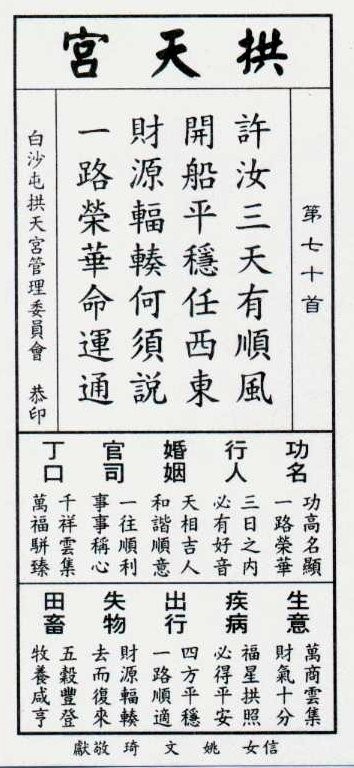 拱天宮
第七十首
許汝三天有順風
開船平穩任西東
財源輻輳何須説
一路榮華命運通
白沙屯拱天宮管理委員會　恭印
功名
功高名顯
一路榮華
行人
三日之內
必有好音
婚姻
天相吉人
和諧順意
官司
一往順利
事事稱心
丁口
千祥雲集
萬福駢臻
生意
萬商雲集
財氣十分
疾病
福星拱照
必得平安
出行
四方平穩
一路順適
失物
財源輻輳
去而復來
田畜
五穀豐登
牧養咸亨
信女　姚文琦　敬獻